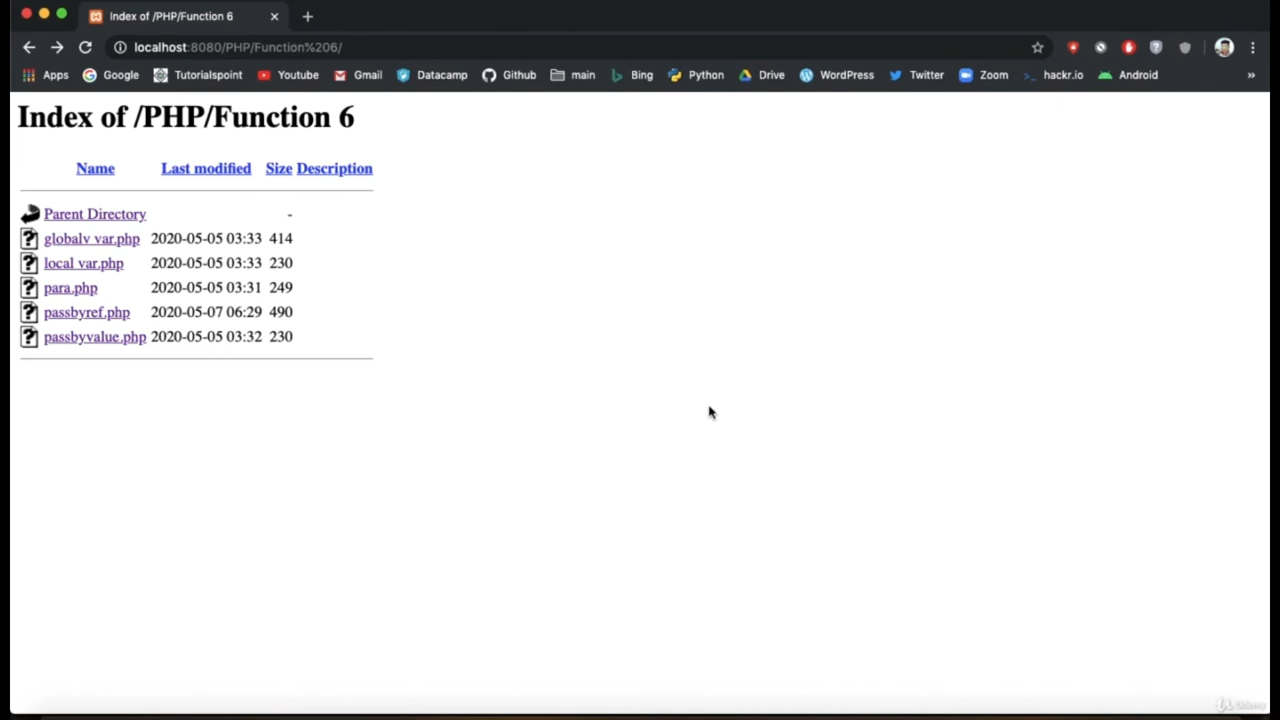 Index of /PHP/Function 6
localhost:8080/PHP/Function%206/
Apps Google Tutorialspoint Youtube Gmail Datacamp Github main Bing Python Drive WordPress Twitter Zoom hackr.io Android »
Index of /PHP/Function 6
Name Last modified Size Description
Parent Directory -
globalv var.php 2020-05-05 03:33 414
local var.php 2020-05-05 03:33 230
para.php 2020-05-05 03:31 249
passbyref.php 2020-05-07 06:29 490
passbyvalue.php 2020-05-05 03:32 230
Udemy